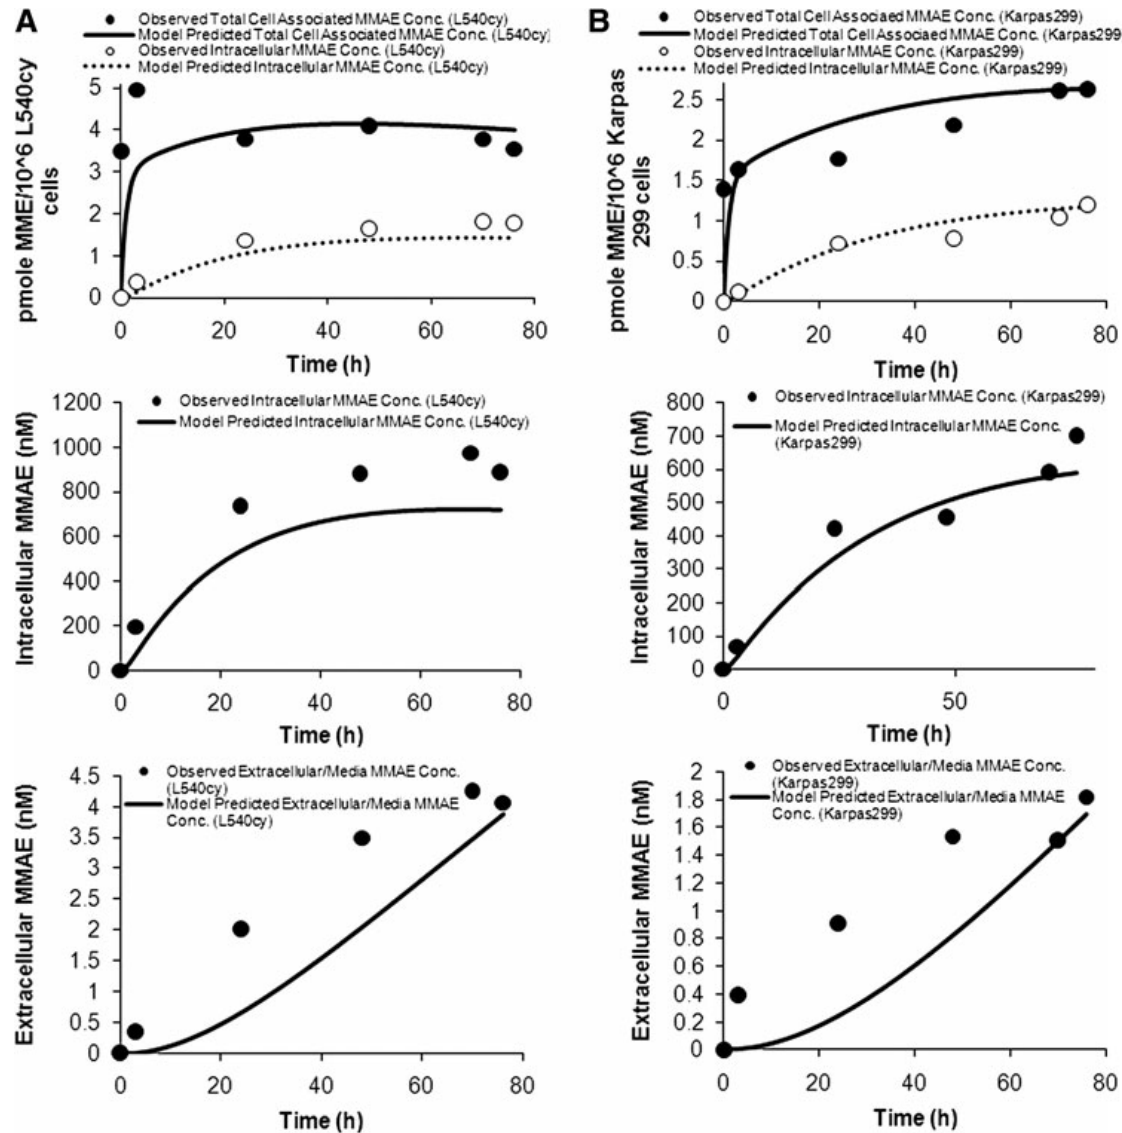 A
Observed Total Cell Associated MMAE Conc. (L540cy)
Model Predicted Total Cell Associated MMAE Conc. (L540cy)
Observed Intracellular MMAE Conc. (L540cy)
Model Predicted Intracellular MMAE Conc. (L540cy)
pmole MME/10^6 L540cy
cells
5
4
3
2
1
0
0 20 40 60 80
Time (h)
B
Observed Total Cell Associaed MMAE Conc. (Karpas299)
Model Predicted Total Cell Associaed MMAE Conc. (Karpas299
Observed Intracellular MMAE Conc. (Karpas299)
Model Predicted Intracellular MMAE Conc. (Karpas299)
pmole MME/10^6 Karpas
299 cells
2.5
2
1.5
1
0.5
0
0 20 40 60 80
Time (h)
Observed Intracellular MMAE Conc. (L540cy)
Model Predicted Intracellular MMAE Conc. (L540cy)
Intracellular MMAE (nM)
1200
1000
800
600
400
200
0
0 20 40 60 80
Time (h)
Observed Intracellular MMAE Conc. (Karpas299)
Model Predicted Intracellular MMAE Conc.
(Karpas299)
Intracellular MMAE (nM)
800
700
600
500
400
300
200
100
0
0 50
Time (h)
Observed Extracellular/Media MMAE Conc.
(L540cy)
Model Predicted Extracellular/Media MMAE
Conc. (L540cy)
Extracellular MMAE (nM)
4.5
4
3.5
3
2.5
2
1.5
1
0.5
0
0 20 40 60 80
Time (h)
Observed Extracellular/Media MMAE Conc.
(Karpas299)
Model Predicted Extracellular/Media MMAE
Conc. (Karpas299)
Extracellular MMAE (nM)
2
1.8
1.6
1.4
1.2
1
0.8
0.6
0.4
0.2
0
0 20 40 60 80
Time (h)